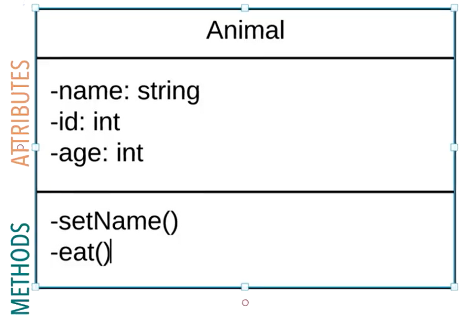 Animal
ATTRIBUTES
-name: string
-id: int
-age: int
METHODS
-setName()
-eat()